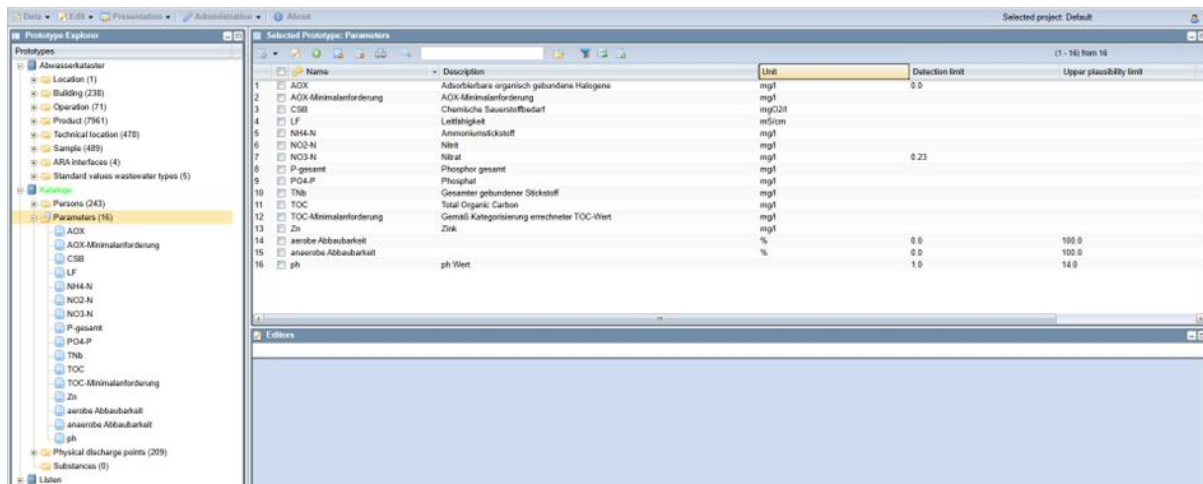 Data Edit Presentation Administration About Selected project: Default
Prototype Explorer
Prototypes
Abwasserkataster
Location (1)
Building (238)
Operation (71)
Product (7961)
Technical location (478)
Sample (489)
ARA interfaces (4)
Standard values wastewater types (5)
Kataloge
Persons (243)
Parameters (16)
AOX
AOX-Minimalanforderung
CSB
LF
NH4-N
NO2-N
NO3-N
P-gesamt
PO4-P
TNb
TOC
TOC-Minimalanforderung
Zn
aerobe Abbaubarkeit
anaerobe Abbaubarkeit
ph
Physical discharge points (209)
Substances (0)
Listen
Selected Prototype: Parameters
(1 - 16) from 16
Name Description Unit Detection limit Upper plausibility limit
1 AOX Adsorbierbare organisch gebundene Halogene mg/l 0.0
2 AOX-Minimalanforderung AOX-Minimalanforderung mg/l
3 CSB Chemische Sauerstoffbedarf mgO2/l
4 LF Leitfähigkeit mS/cm
5 NH4-N Ammoniumstickstoff mg/l
6 NO2-N Nitrit mg/l
7 NO3-N Nitrat mg/l 0.23
8 P-gesamt Phosphor gesamt mg/l
9 PO4-P Phosphat mg/l
10 TNb Gesamter gebundener Stickstoff mg/l
11 TOC Total Organic Carbon mg/l
12 TOC-Minimalanforderung Gemäß Kategorisierung errechneter TOC-Wert mg/l
13 Zn Zink mg/l
14 aerobe Abbaubarkeit % 0.0 100.0
15 anaerobe Abbaubarkeit % 0.0 100.0
16 ph ph Wert 1.0 14.0
Editors